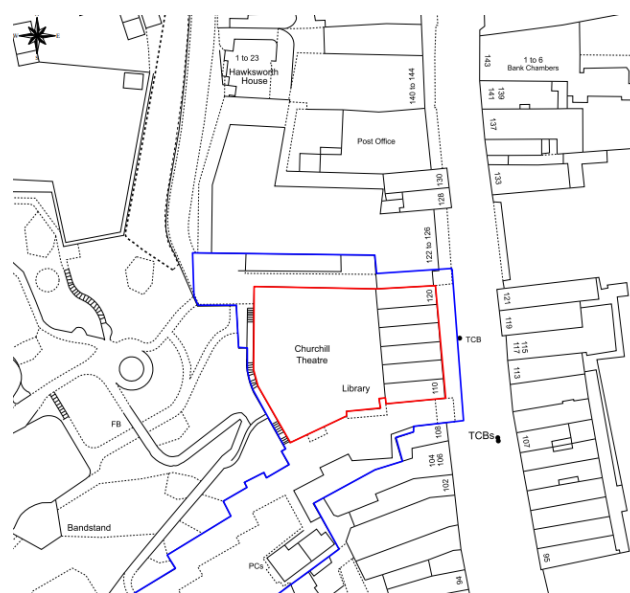 N
W
E
S
1 to 23
Hawksworth
House
140 to 144
143
1 to 6
Bank Chambers
139
141
137
Post Office
133
130
128
122 to 126
120
121
119
TCB
115
117
113
Churchill
Theatre
Library
110
FB
108
TCBs
107
104
106
102
Bandstand
PCs
94
95